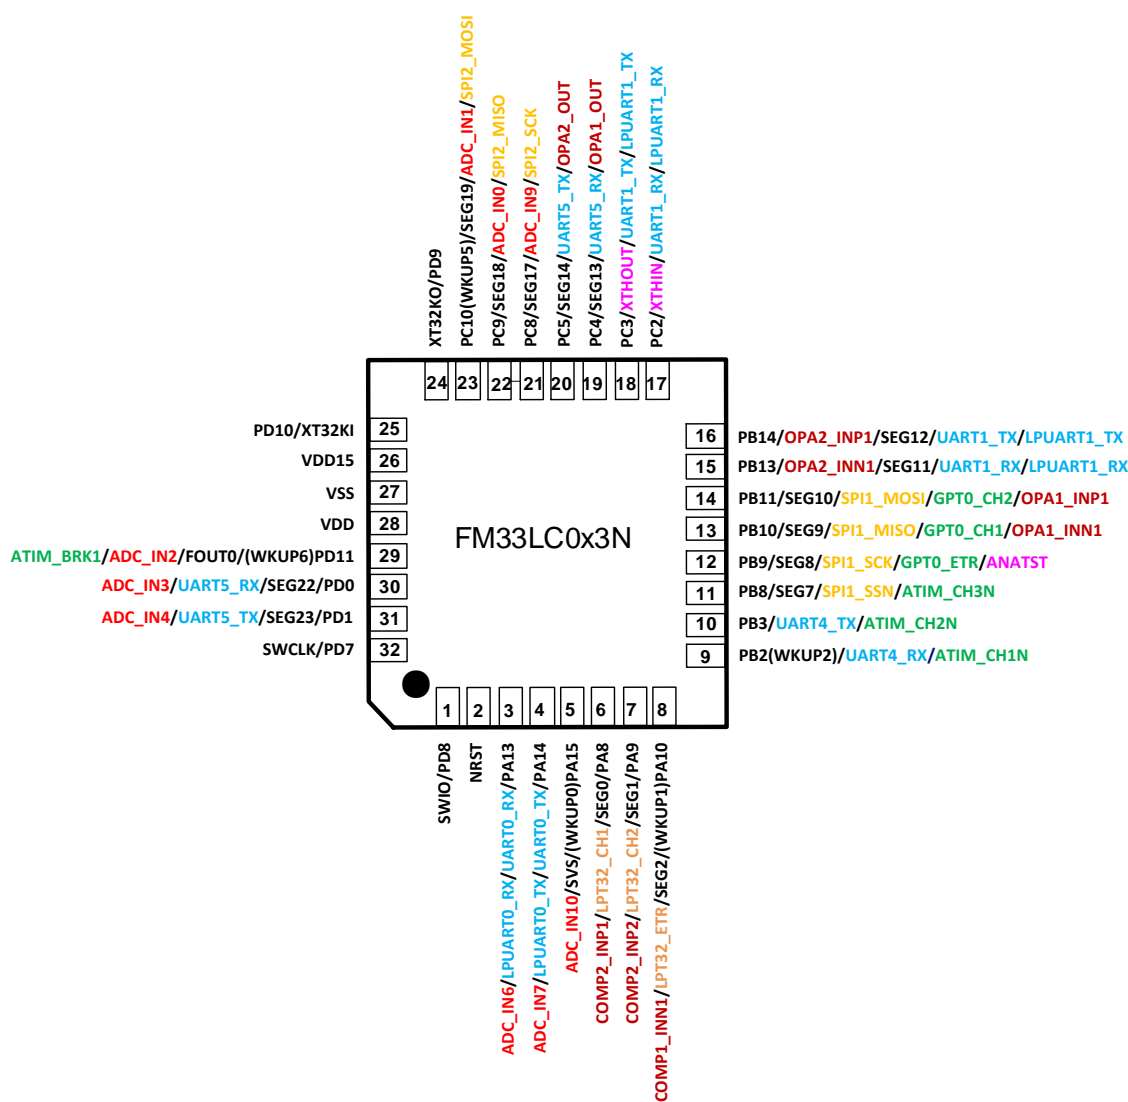 XT32KO/PD9
PC10(WKUP5)/SEG19/ADC_IN1/SPI2_MOSI
PC9/SEG18/ADC_IN0/SPI2_MISO
PC8/SEG17/ADC_IN9/SPI2_SCK
PC5/SEG14/UART5_TX/OPA2_OUT
PC4/SEG13/UART5_RX/OPA1_OUT
PC3/XTHOUT/UART1_TX/LPUART1_TX
PC2/XTHIN/UART1_RX/LPUART1_RX
24 23 22 21 20 19 18 17
PD10/XT32KI 25
VDD15 26
VSS 27
VDD 28
ATIM_BRK1/ADC_IN2/FOUT0/(WKUP6)PD11 29
ADC_IN3/UART5_RX/SEG22/PD0 30
ADC_IN4/UART5_TX/SEG23/PD1 31
SWCLK/PD7 32
FM33LC0x3N
16 PB14/OPA2_INP1/SEG12/UART1_TX/LPUART1_TX
15 PB13/OPA2_INN1/SEG11/UART1_RX/LPUART1_RX
14 PB11/SEG10/SPI1_MOSI/GPT0_CH2/OPA1_INP1
13 PB10/SEG9/SPI1_MISO/GPT0_CH1/OPA1_INN1
12 PB9/SEG8/SPI1_SCK/GPT0_ETR/ANATST
11 PB8/SEG7/SPI1_SSN/ATIM_CH3N
10 PB3/UART4_TX/ATIM_CH2N
9 PB2(WKUP2)/UART4_RX/ATIM_CH1N
1 2 3 4 5 6 7 8
SWIO/PD8
NRST
ADC_IN6/LPUART0_RX/UART0_RX/PA13
ADC_IN7/LPUART0_TX/UART0_TX/PA14
ADC_IN10/SVS/(WKUP0)PA15
COMP2_INP1/LPT32_CH1/SEG0/PA8
COMP2_INP2/LPT32_CH2/SEG1/PA9
COMP1_INN1/LPT32_ETR/SEG2/(WKUP1)PA10